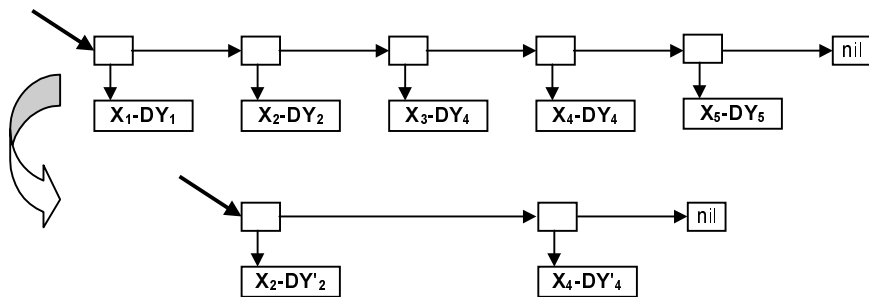 nil
X₁-DY₁ X₂-DY₂ X₃-DY₄ X₄-DY₄ X₅-DY₅
nil
X₂-DY'₂ X₄-DY'₄